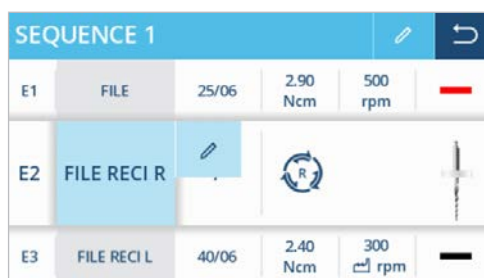 SEQUENCE 1
E1 FILE 25/06 2.90 Ncm 500 rpm
E2 FILE RECI R R
E3 FILE RECI L 40/06 2.40 Ncm 300 rpm